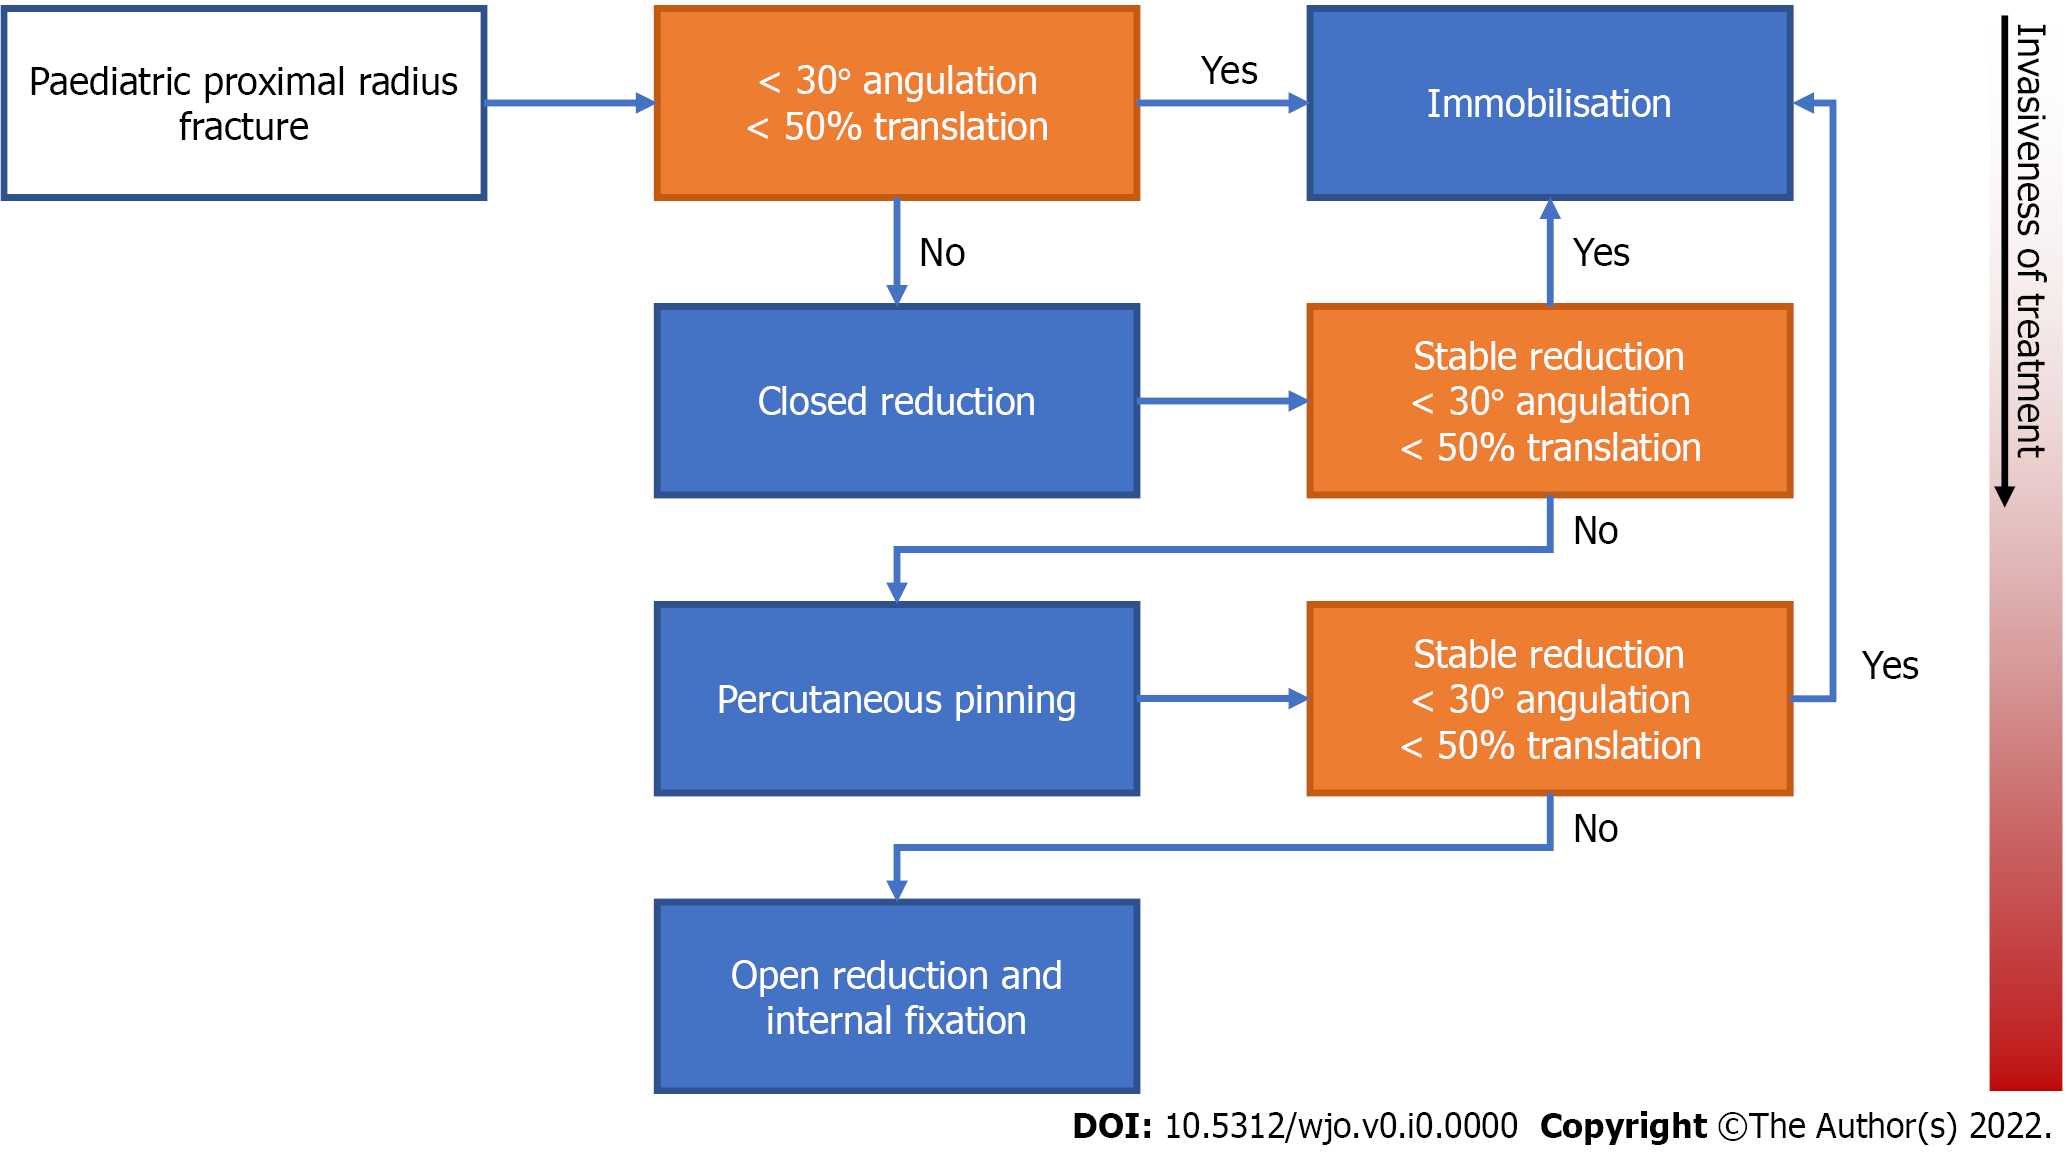 Paediatric proximal radius
fracture
< 30° angulation
< 50% translation
Yes
Immobilisation
No
Yes
Closed reduction
Stable reduction
< 30° angulation
< 50% translation
No
Percutaneous pinning
Stable reduction
< 30° angulation
< 50% translation
Yes
No
Open reduction and
internal fixation
Invasiveness of treatment
DOI: 10.5312/wjo.v0.i0.0000 Copyright ©The Author(s) 2022.